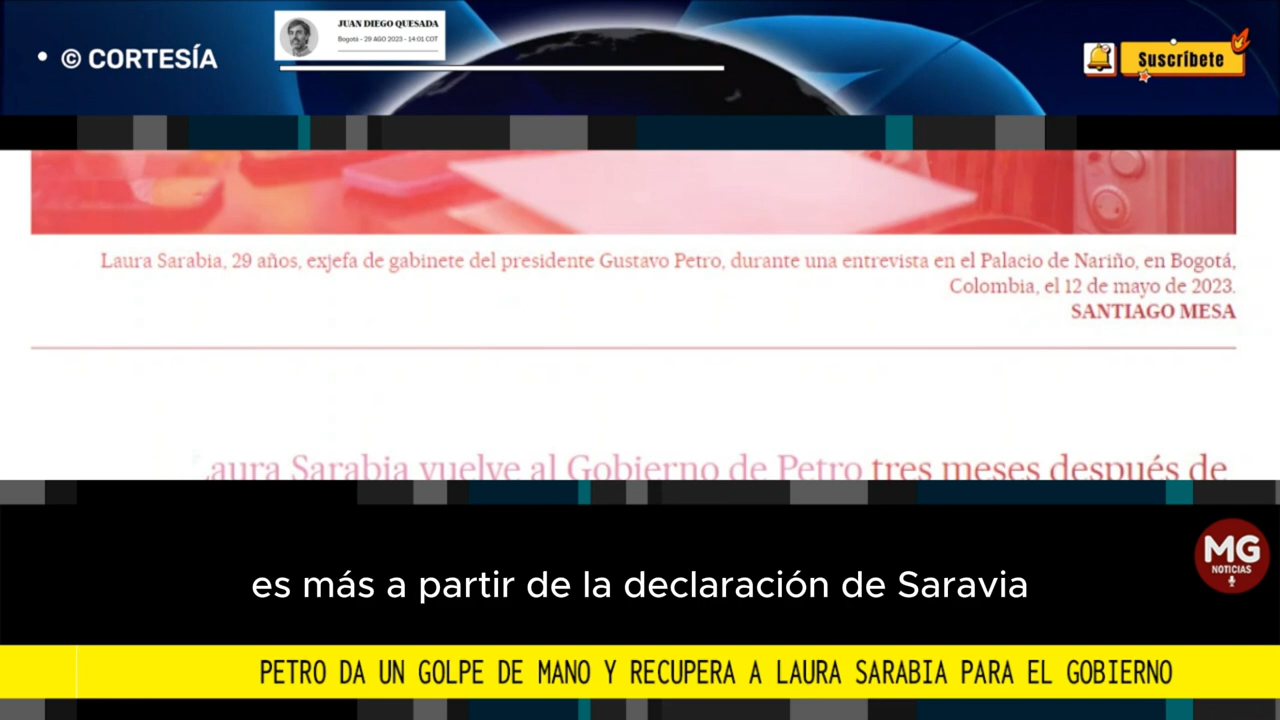 • © CORTESÍA
JUAN DIEGO QUESADA
Bogotá - 29 AGO 2023 - 14:01 COT
Suscríbete
Laura Sarabia, 29 años, exjefa de gabinete del presidente Gustavo Petro, durante una entrevista en el Palacio de Nariño, en Bogotá,
Colombia, el 12 de mayo de 2023.
SANTIAGO MESA
Laura Sarabia vuelve al Gobierno de Petro tres meses después de
MG
NOTICIAS
es más a partir de la declaración de Saravia
PETRO DA UN GOLPE DE MANO Y RECUPERA A LAURA SARABIA PARA EL GOBIERNO